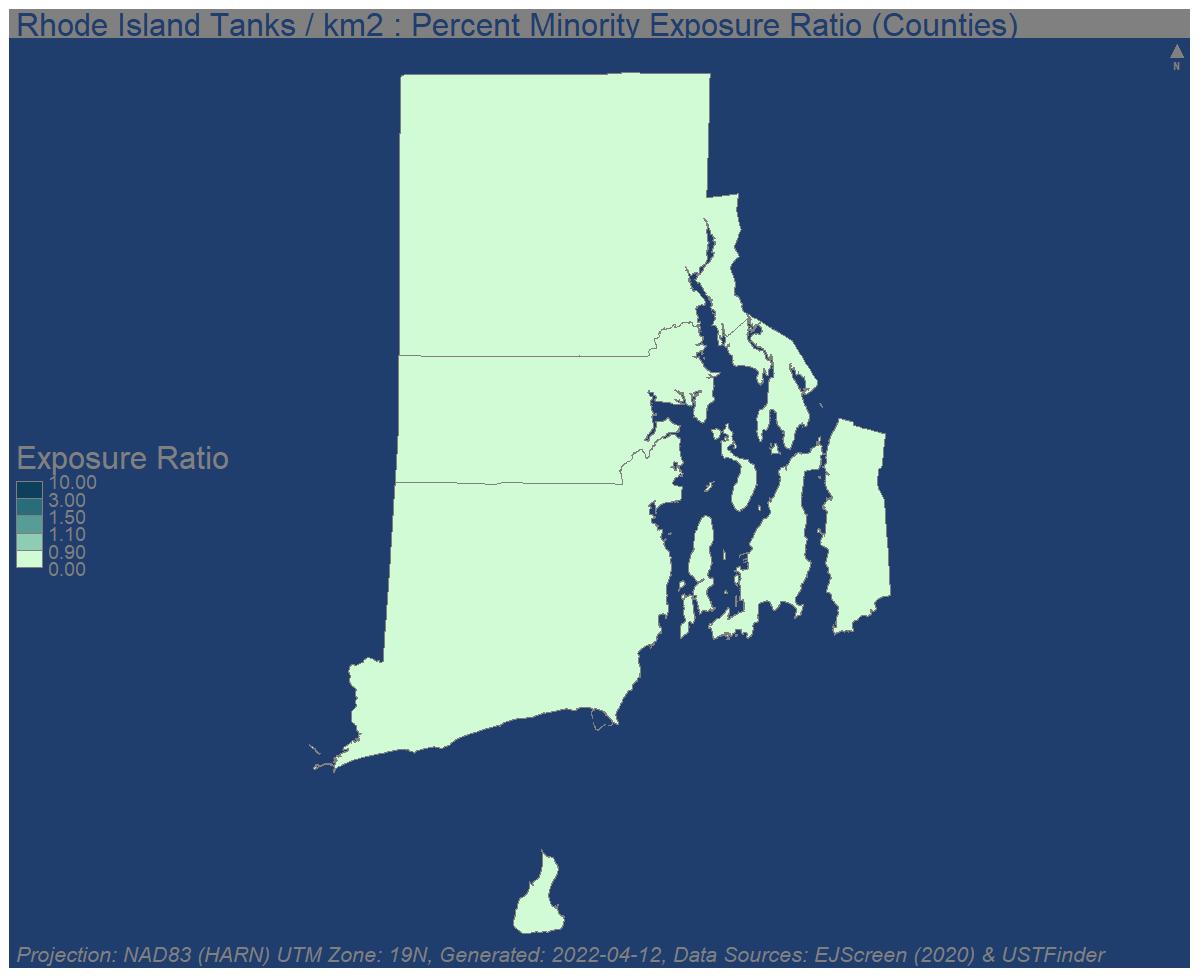 Rhode Island Tanks / km2 : Percent Minority Exposure Ratio (Counties)
N
Exposure Ratio
10.00
3.00
1.50
1.10
0.90
0.00
Projection: NAD83 (HARN) UTM Zone: 19N, Generated: 2022-04-12, Data Sources: EJScreen (2020) & USTFinder